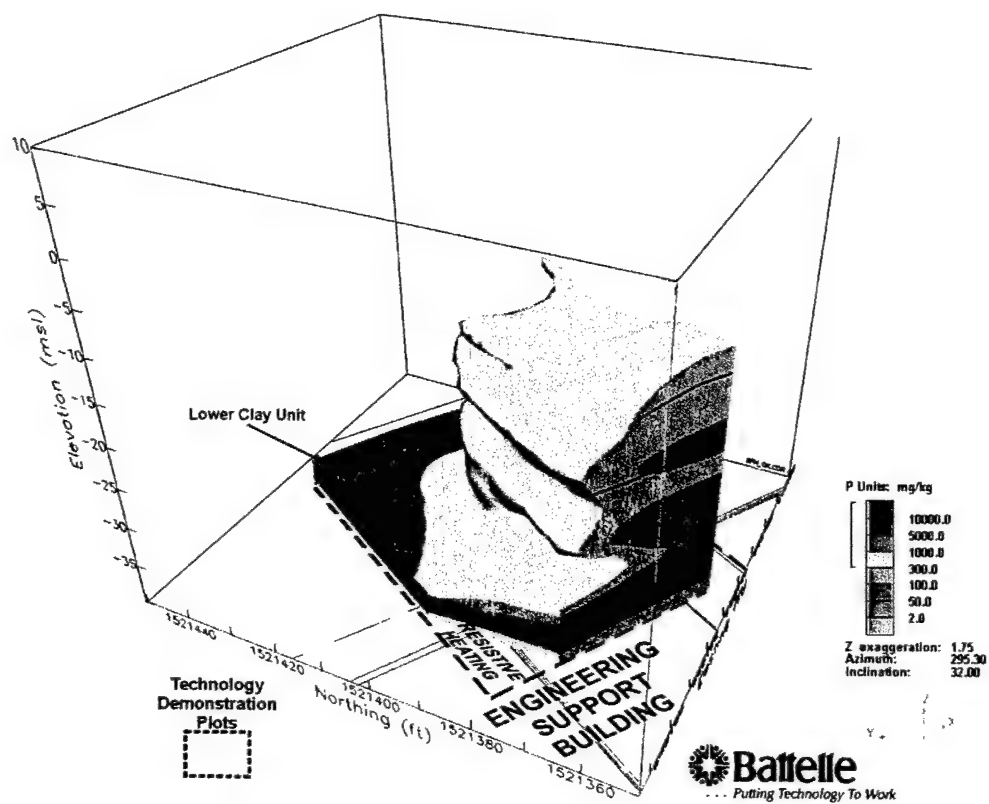 10
5
0
-5
-10
-15
-20
-25
-30
-35
Elevation (msl)
Lower Clay Unit
1521440
1521420
1521400
1521380
1521360
Northing (ft)
RESISTIVE
HEATING
ENGINEERING
SUPPORT
BUILDING
Technology
Demonstration
Plots
P Units: mg/kg
10000.0
5000.0
1000.0
300.0
100.0
50.0
2.0
Z exaggeration: 1.75
Azimuth: 295.30
Inclination: 32.00
Y
X
Battelle
. . . Putting Technology To Work